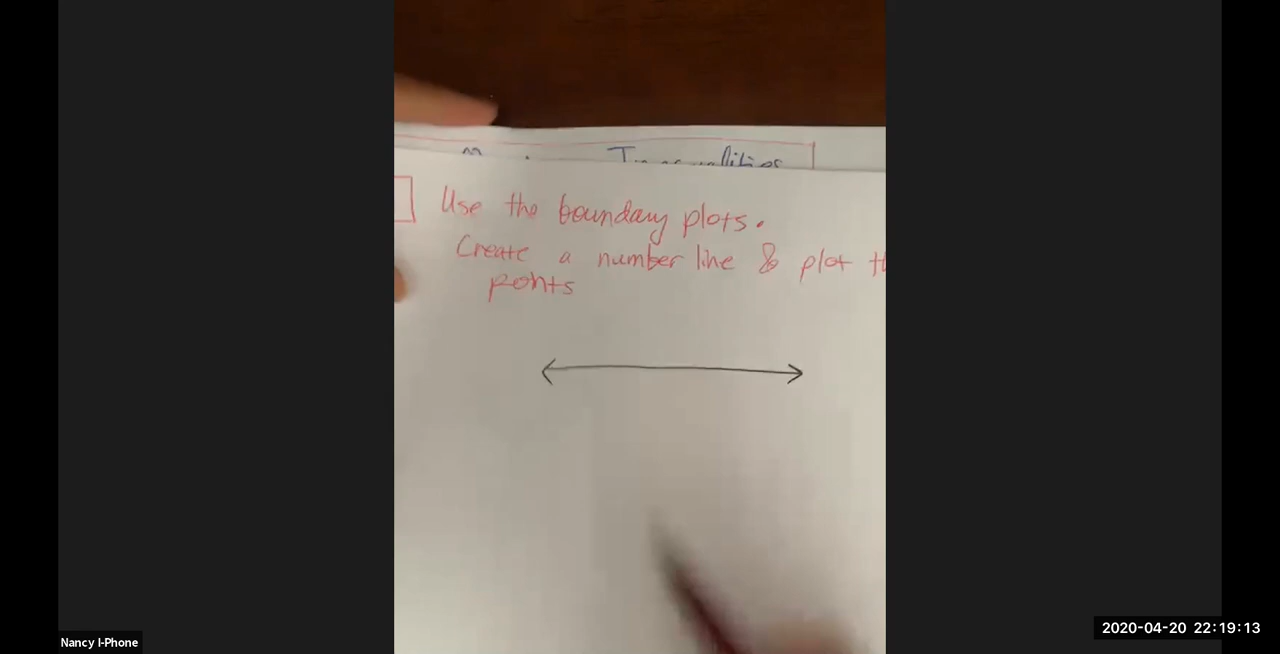 Use the boundary plots.
Create a number line & plot
points
Nancy I-Phone
2020-04-20 22:19:13